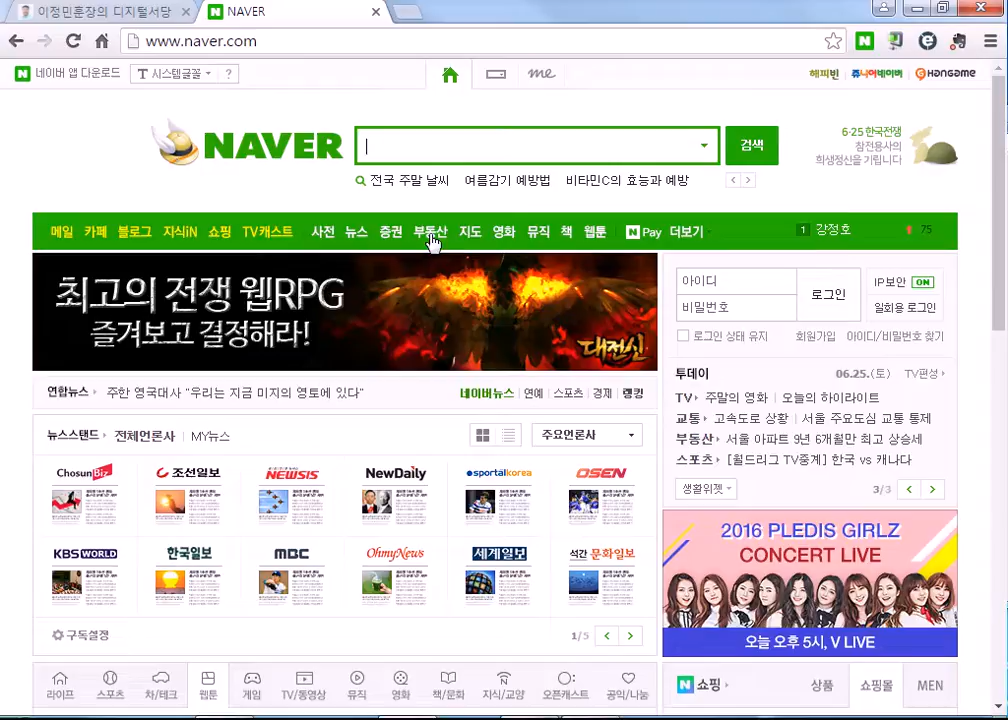 이정민훈장의 디지털서당
NAVER
www.naver.com
네이버 앱 다운로드
T 시스템글꼴
?
me
해피빈
쥬니어네이버
HANGAME
NAVER
검색
6·25 한국전쟁
참전용사의
희생정신을 기립니다
전국 주말 날씨 여름감기 예방법 비타민C의 효능과 예방
메일 카페 블로그 지식iN 쇼핑 TV캐스트 사전 뉴스 증권 부동산 지도 영화 뮤직 책 웹툰 N Pay 더보기
1 강정호 75
최고의 전쟁 웹RPG
즐겨보고 결정해라!
대전신
아이디
비밀번호
로그인
IP보안 ON
일회용 로그인
로그인 상태 유지
회원가입
아이디/비밀번호 찾기
연합뉴스 주한 영국대사 "우리는 지금 미지의 영토에 있다"
네이버뉴스 연예 스포츠 경제 랭킹
투데이 06.25.(토) TV편성
TV 주말의 영화 오늘의 하이라이트
교통 고속도로 상황 서울 주요도심 교통 통제
부동산 서울 아파트 9년 6개월만 최고 상승세
스포츠 [월드리그 TV중계] 한국 vs 캐나다
생활위젯
3/3
뉴스스탠드 전체언론사 MY뉴스
주요언론사
ChosunBiz 조선일보 NEWSIS NewDaily sportalkorea OSEN
KBS WORLD 한국일보 MBC OhmyNews 세계일보 석간 문화일보
구독설정
1/5
2016 PLEDIS GIRLZ
CONCERT LIVE
오늘 오후 5시, V LIVE
라이프 스포츠 차/테크 웹툰 게임 TV/동영상 뮤직 영화 책/문화 지식/교양 오픈캐스트 공익/나눔
N 쇼핑 상품 쇼핑몰 MEN